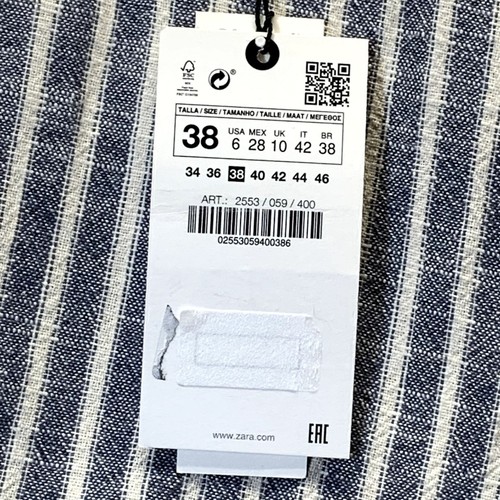 FSC
®
TALLA / SIZE / TAMANHO / TAILLE / MAAT / ΜΕΓΕΘΟΣ
38 USA MEX UK IT BR
6 28 10 42 38
34 36 38 40 42 44 46
ART.: 2553 / 059 / 400
02553059400386
www.zara.com
EAC